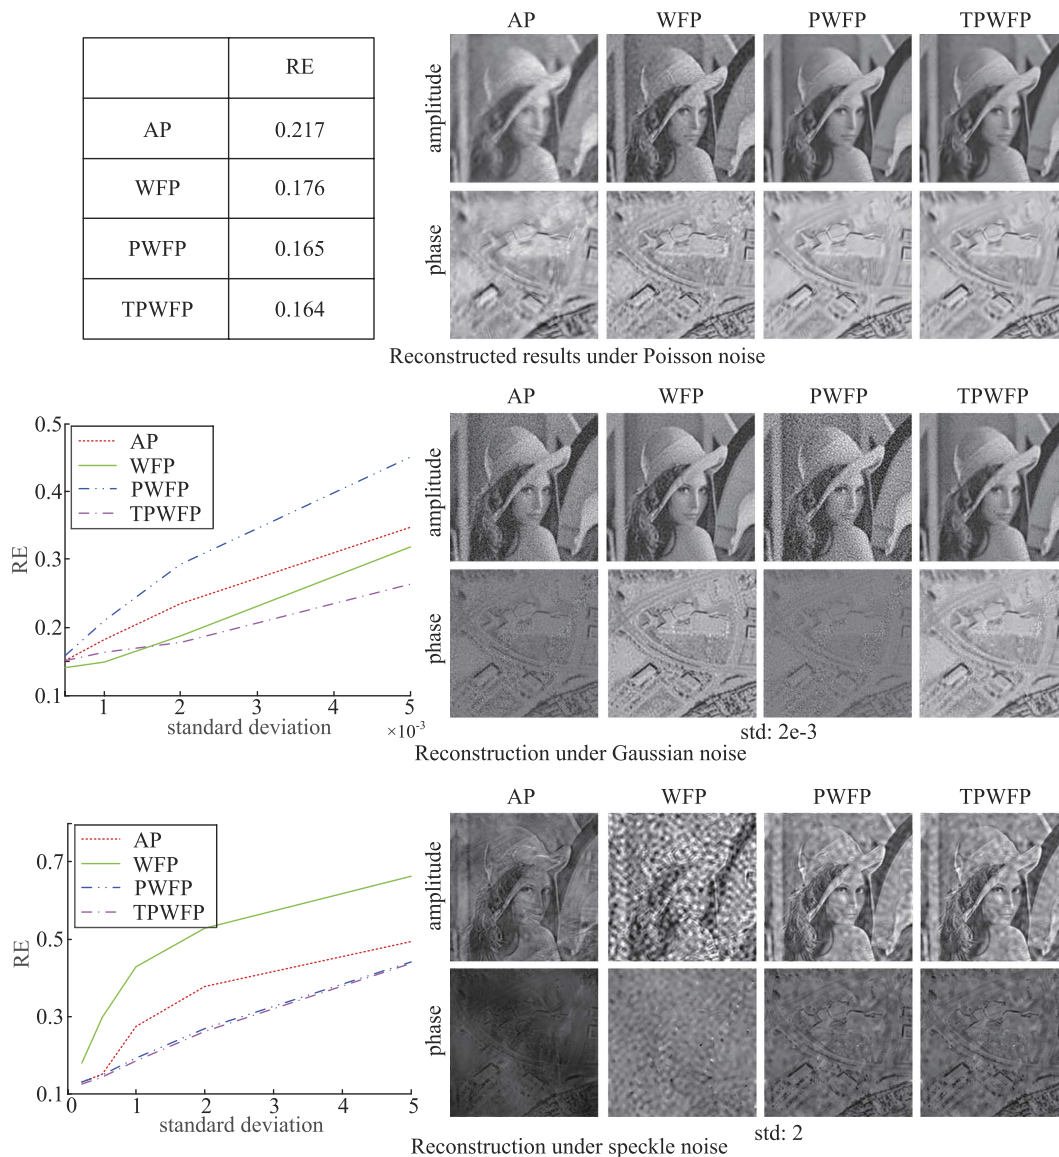 RE
AP 0.217
WFP 0.176
PWFP 0.165
TPWFP 0.164
AP WFP PWFP TPWFP
amplitude
phase
Reconstructed results under Poisson noise
0.5
0.4
0.3
0.2
0.1
RE
AP
WFP
PWFP
TPWFP
1 2 3 4 5
standard deviation ×10⁻³
AP WFP PWFP TPWFP
amplitude
phase
std: 2e-3
Reconstruction under Gaussian noise
0.7
0.5
0.3
0.1
RE
AP
WFP
PWFP
TPWFP
0 1 2 3 4 5
standard deviation
AP WFP PWFP TPWFP
amplitude
phase
std: 2
Reconstruction under speckle noise